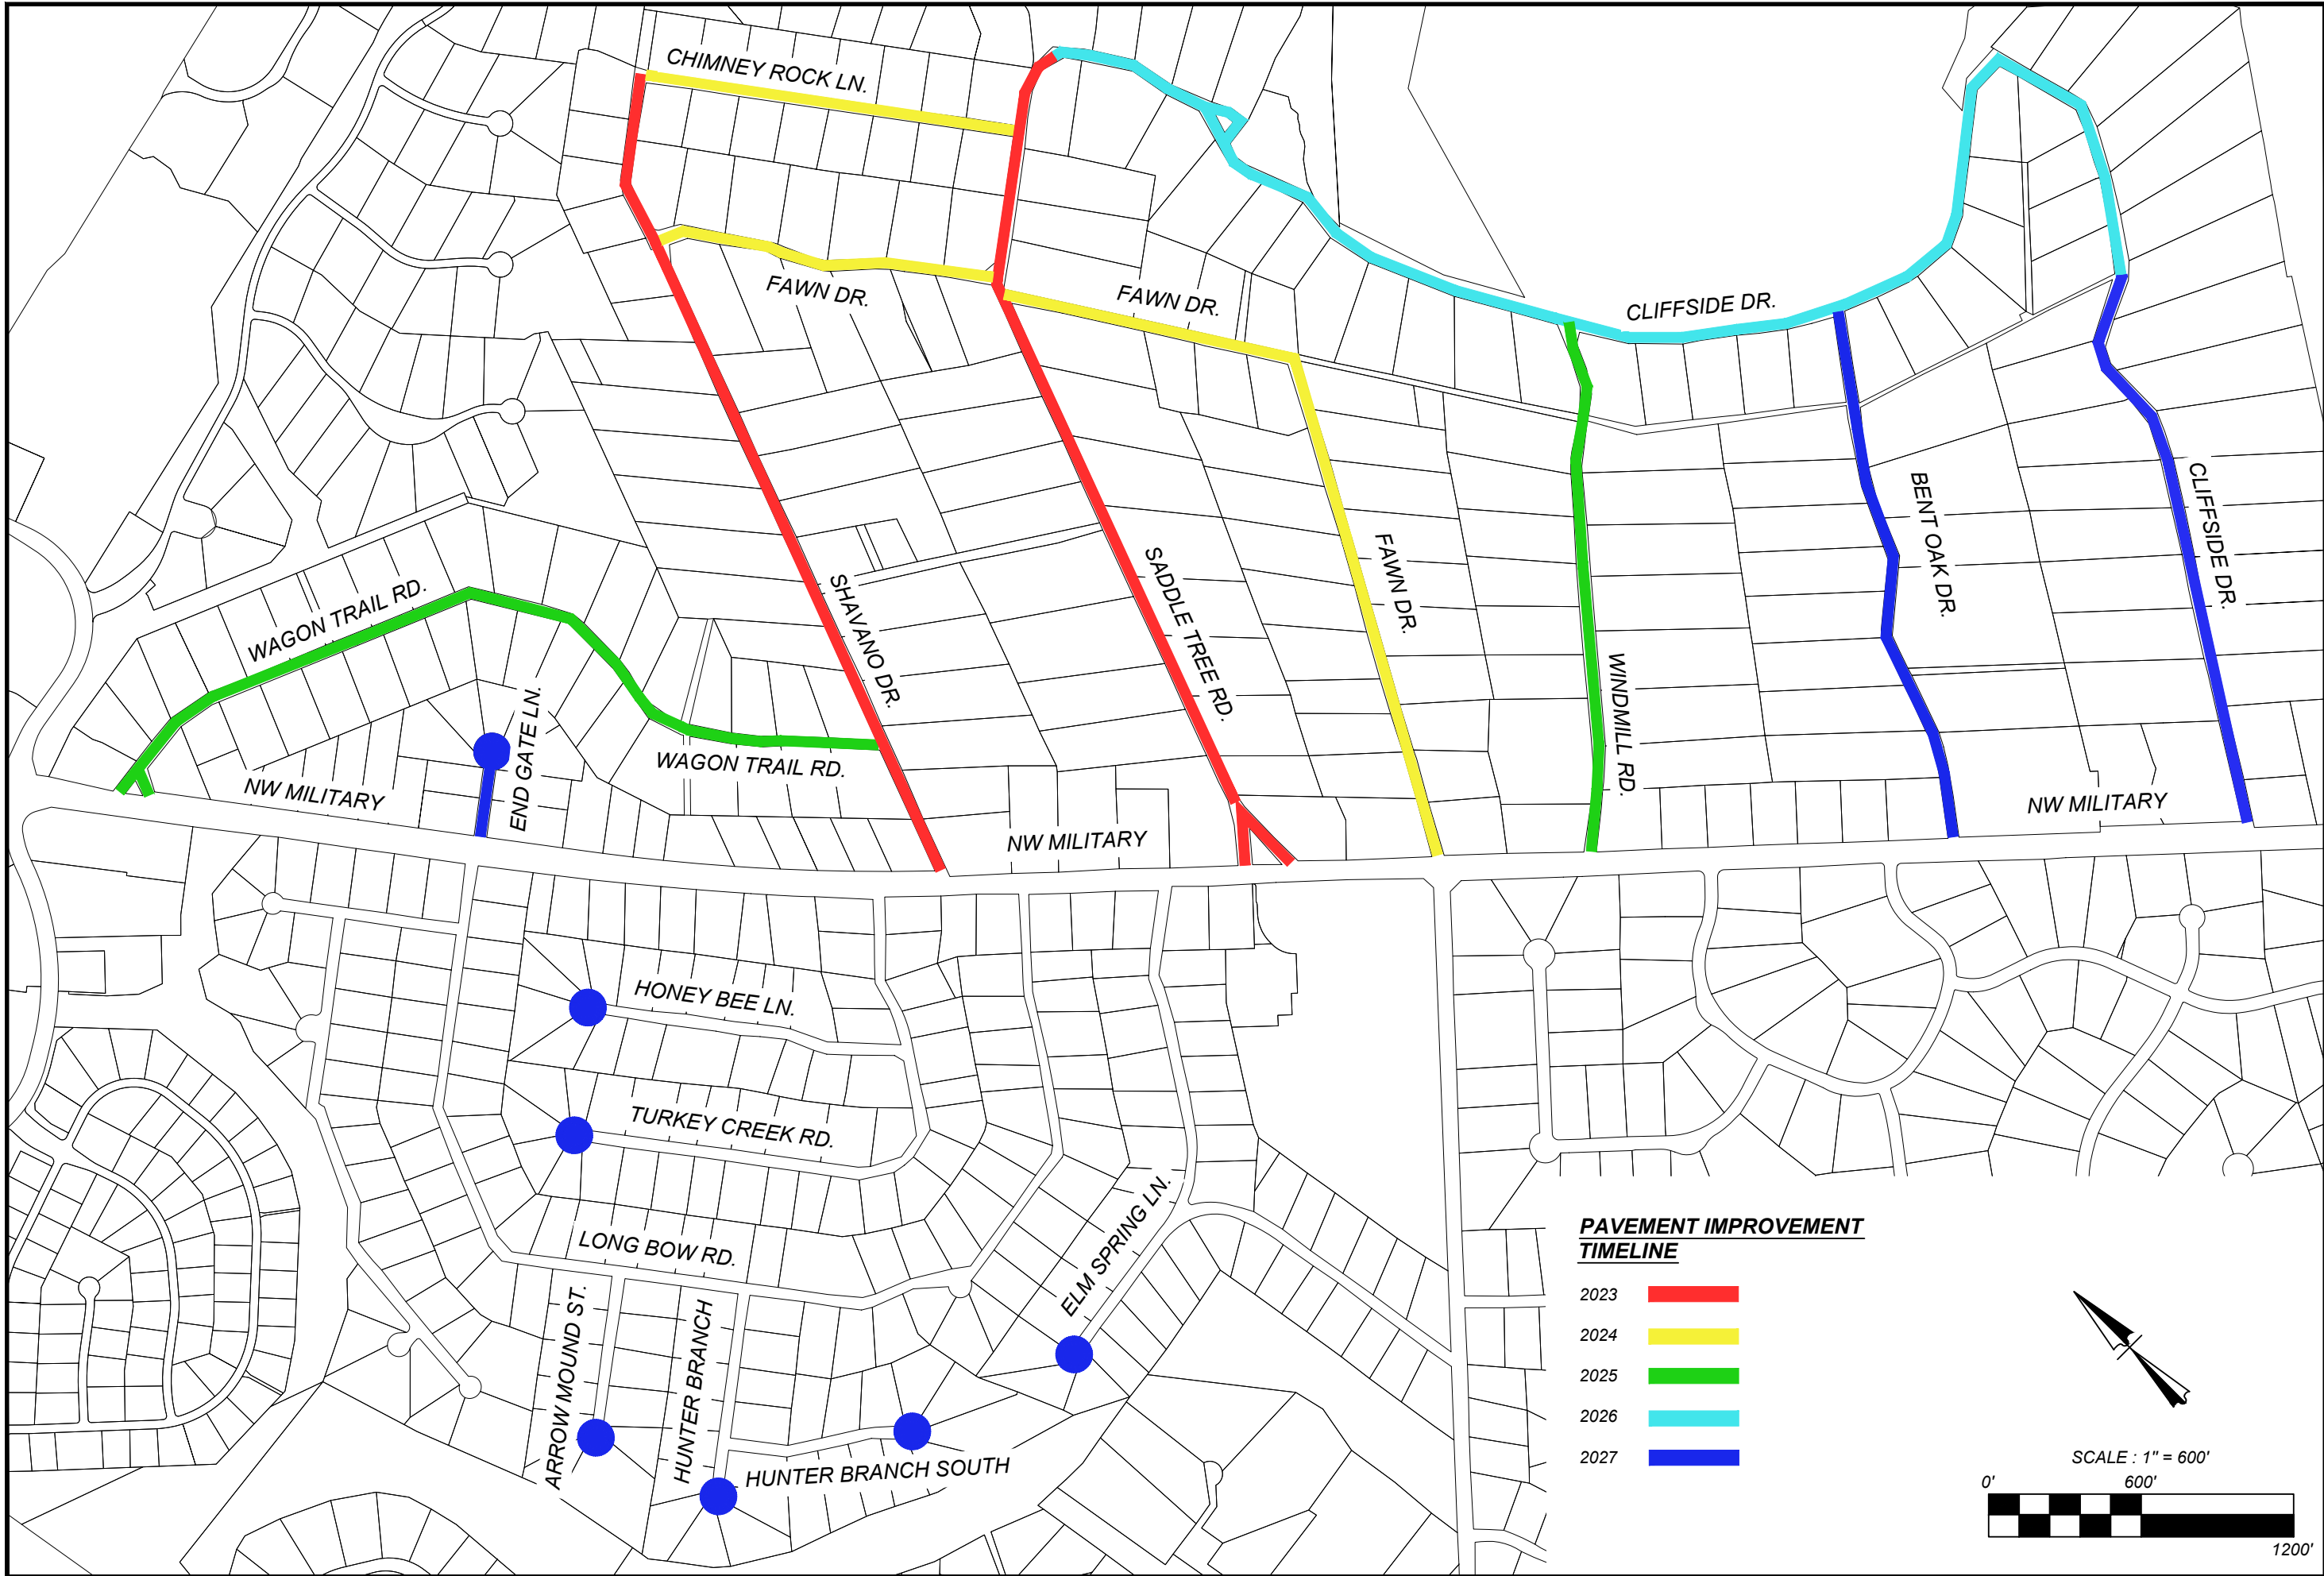 CHIMNEY ROCK LN.
FAWN DR.
FAWN DR.
CLIFFSIDE DR.
WAGON TRAIL RD.
SHAVANO DR.
SADDLE TREE RD.
FAWN DR.
WINDMILL RD.
BENT OAK DR.
CLIFFSIDE DR.
END GATE LN.
WAGON TRAIL RD.
NW MILITARY
NW MILITARY
NW MILITARY
HONEY BEE LN.
TURKEY CREEK RD.
LONG BOW RD.
ELM SPRING LN.
ARROW MOUND ST.
HUNTER BRANCH
HUNTER BRANCH SOUTH
PAVEMENT IMPROVEMENT
TIMELINE
2023
2024
2025
2026
2027
SCALE : 1" = 600'
0' 600'
1200'